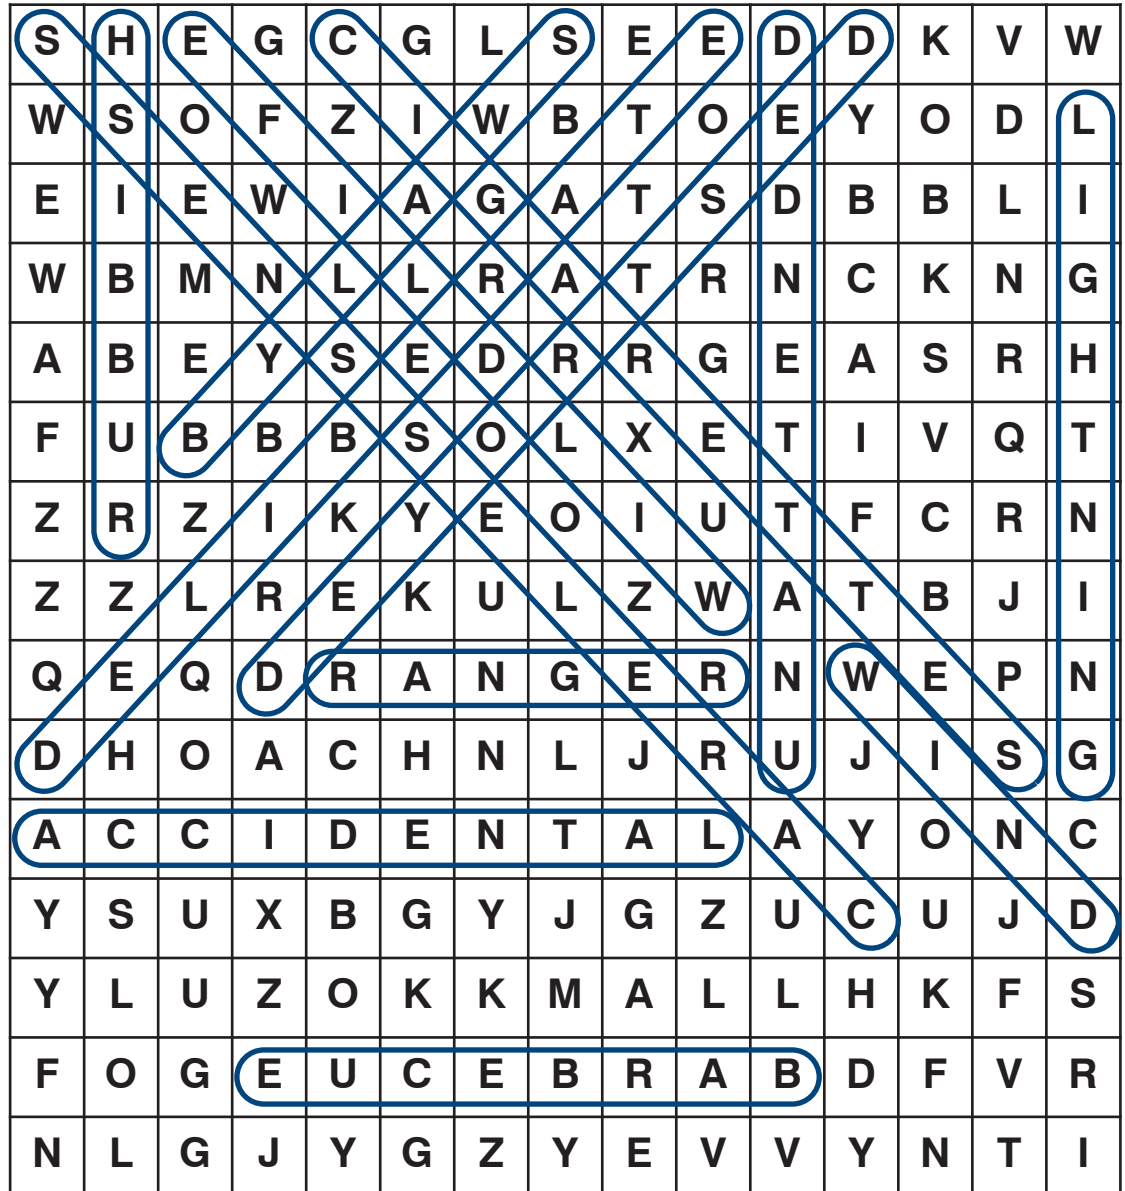 S H E G C G L S E E D D K V W
W S O F Z I W B T O E Y O D L
E I E W I A G A T S D B B L I
W B M N L L R A T R N C K N G
A B E Y S E D R R G E A S R H
F U B B B S O L X E T I V Q T
Z R Z I K Y E O I U T F C R N
Z Z L R E K U L Z W A T B J I
Q E Q D R A N G E R N W E P N
D H O A C H N L J R U J I S G
A C C I D E N T A L A Y O N C
Y S U X B G Y J G Z U C U J D
Y L U Z O K K M A L L H K F S
F O G E U C E B R A B D F V R
N L G J Y G Z Y E V V Y N T I